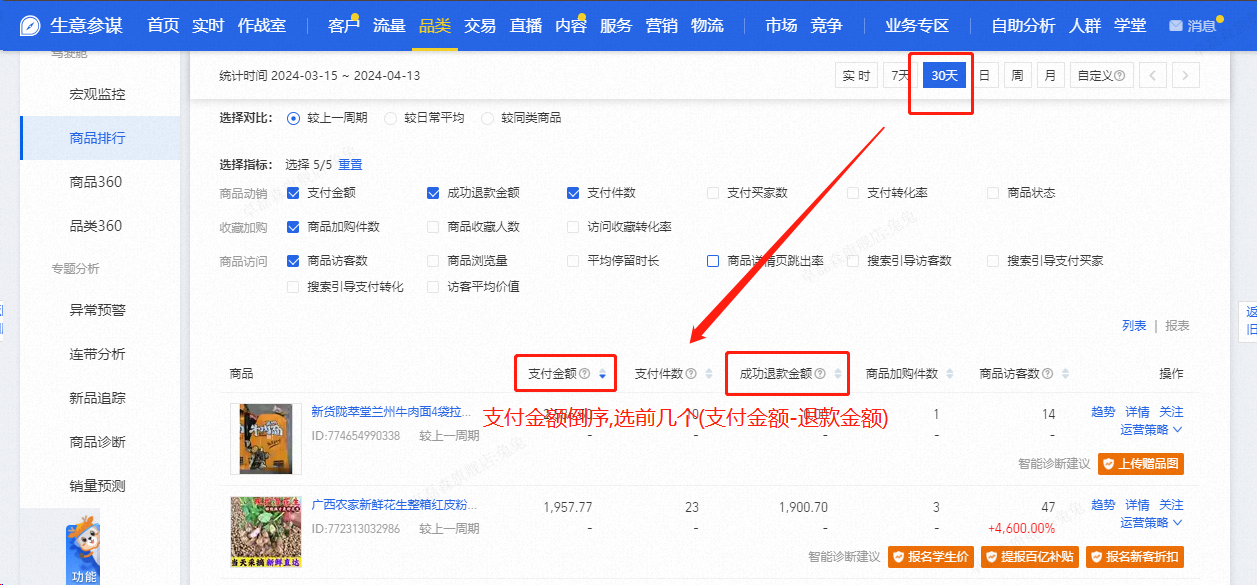 生意参谋 首页 实时 作战室 客户 流量 品类 交易 直播 内容 服务 营销 物流 市场 竞争 业务专区 自助分析 人群 学堂 消息
驾驶舱
宏观监控
商品排行
商品360
品类360
专题分析
异常预警
连带分析
新品追踪
商品诊断
销量预测
功能
统计时间 2024-03-15 ~ 2024-04-13 实时 7天 30天 日 周 月 自定义
选择对比： 较上一周期 较日常平均 较同类商品
选择指标： 选择 5/5 重置
商品动销 支付金额 成功退款金额 支付件数 支付买家数 支付转化率 商品状态
收藏加购 商品加购件数 商品收藏人数 访问收藏转化率
商品访问 商品访客数 商品浏览量 平均停留时长 商品详情页跳出率 搜索引导访客数 搜索引导支付买家
搜索引导支付转化 访客平均价值
列表 | 报表
商品 支付金额 支付件数 成功退款金额 商品加购件数 商品访客数 操作
新货陇萃堂兰州牛肉面4袋拉... 1 14 趋势 详情 关注
支付金额倒序,选前几个(支付金额-退款金额)
ID:774654990338 较上一周期 - - - - - 运营策略
智能诊断建议 上传赠品图
广西农家新鲜花生整箱红皮粉... 1,957.77 23 1,900.70 3 47 趋势 详情 关注
ID:772313032986 较上一周期 - - - - +4,600.00% 运营策略
智能诊断建议 报名学生价 提报百亿补贴 报名新客折扣
当天采摘 新鲜直达
返
旧